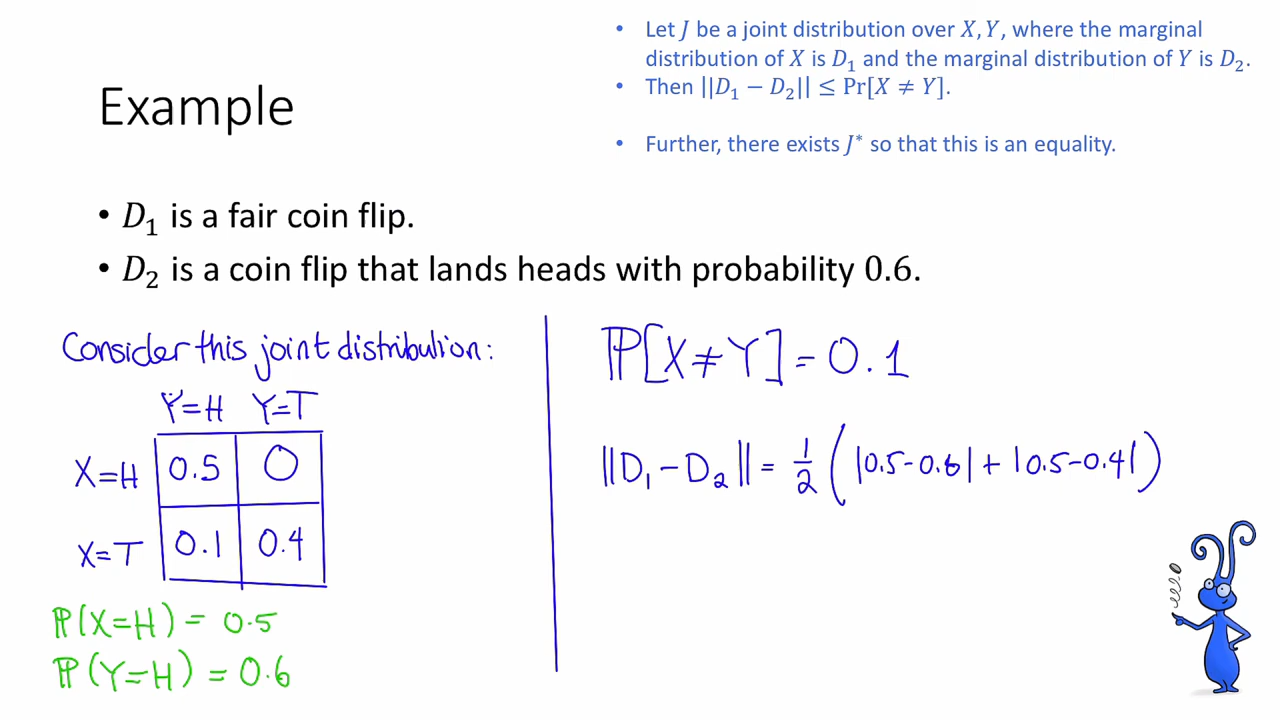 • Let J be a joint distribution over X, Y, where the marginal
distribution of X is D₁ and the marginal distribution of Y is D₂.
• Then ||D₁ − D₂|| ≤ Pr[X ≠ Y].
• Further, there exists J* so that this is an equality.
Example
• D₁ is a fair coin flip.
• D₂ is a coin flip that lands heads with probability 0.6.
Consider this joint distribution:
Y=H Y=T
X=H 0.5 0
X=T 0.1 0.4
ℙ(X=H) = 0.5
ℙ(Y=H) = 0.6
ℙ[X≠Y] = 0.1
||D₁ − D₂|| = 1/2 (|0.5-0.6| + |0.5-0.4|)